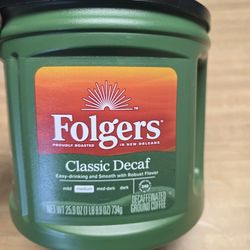 Folgers
PROUDLY ROASTED IN NEW ORLEANS
Classic Decaf
Easy-drinking and Smooth with Robust Flavor
mild medium med-dark dark
DECAFFEINATED
GROUND COFFEE
NET WT 25.9 OZ (1 LB 9.9 OZ) 734g